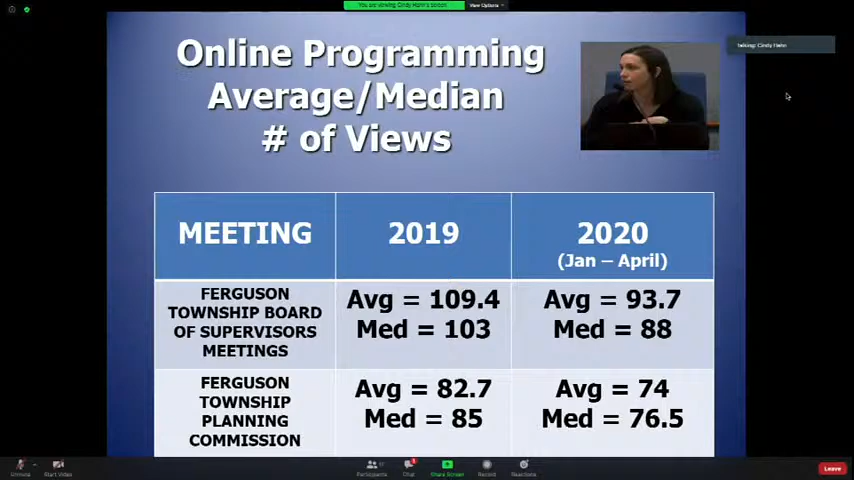 You are viewing Cindy Hahn's screen
View Options
Online Programming
Average/Median
# of Views
Talking: Cindy Hahn
MEETING
2019
2020
(Jan – April)
FERGUSON
TOWNSHIP BOARD
OF SUPERVISORS
MEETINGS
Avg = 109.4
Med = 103
Avg = 93.7
Med = 88
FERGUSON
TOWNSHIP
PLANNING
COMMISSION
Avg = 82.7
Med = 85
Avg = 74
Med = 76.5
Unmute
Start Video
Participants
Chat
Share Screen
Record
Reactions
Leave